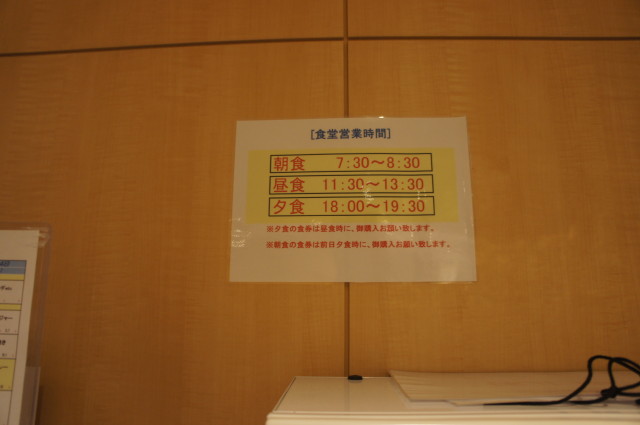 [食堂営業時間]
朝食 7:30～8:30
昼食 11:30～13:30
夕食 18:00～19:30
※夕食の食券は昼食時に、御購入お願い致します。
※朝食の食券は前日夕食時に、御購入お願い致します。